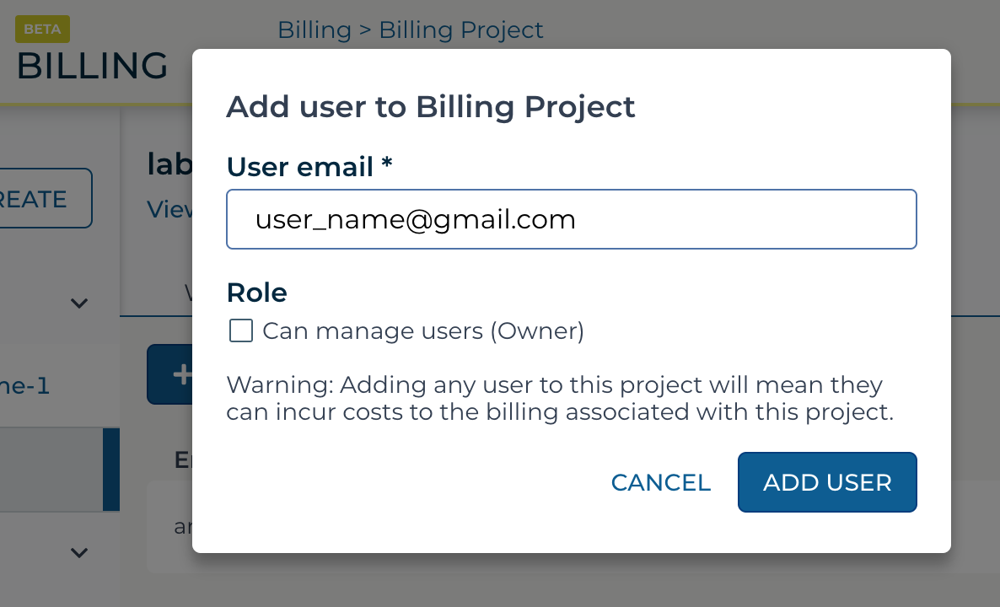 BETA
BILLING
Billing > Billing Project
Add user to Billing Project
User email *
user_name@gmail.com
Role
Can manage users (Owner)
Warning: Adding any user to this project will mean they
can incur costs to the billing associated with this project.
CANCEL
ADD USER
lab
View
REATE
ne-1